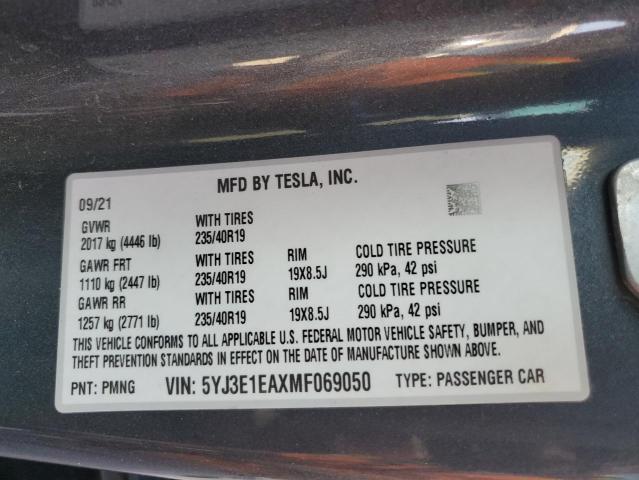 MFD BY TESLA, INC.
09/21
GVWR WITH TIRES
2017 kg (4446 lb) 235/40R19
GAWR FRT WITH TIRES RIM COLD TIRE PRESSURE
1110 kg (2447 lb) 235/40R19 19X8.5J 290 kPa, 42 psi
GAWR RR WITH TIRES RIM COLD TIRE PRESSURE
1257 kg (2771 lb) 235/40R19 19X8.5J 290 kPa, 42 psi
THIS VEHICLE CONFORMS TO ALL APPLICABLE U.S. FEDERAL MOTOR VEHICLE SAFETY, BUMPER, AND
THEFT PREVENTION STANDARDS IN EFFECT ON THE DATE OF MANUFACTURE SHOWN ABOVE.
PNT: PMNG VIN: 5YJ3E1EAXMF069050 TYPE: PASSENGER CAR